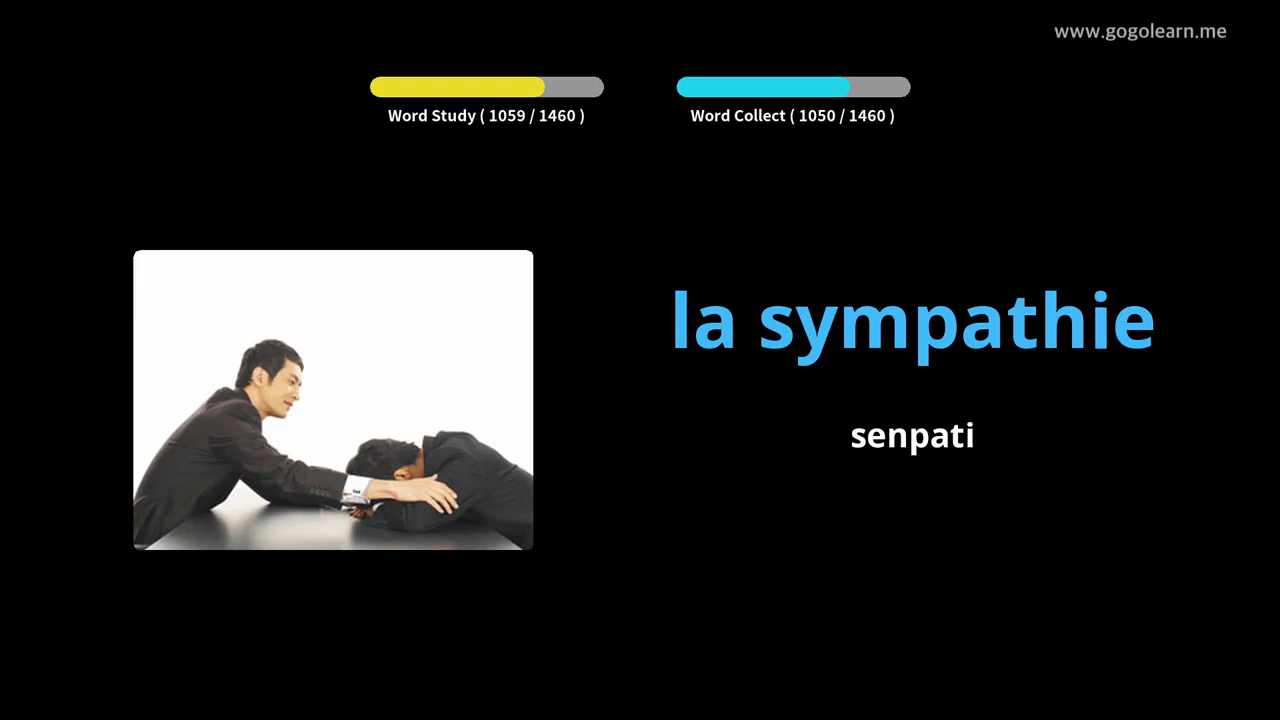 www.gogolearn.me
Word Study ( 1059 / 1460 )
Word Collect ( 1050 / 1460 )
la sympathie
senpati